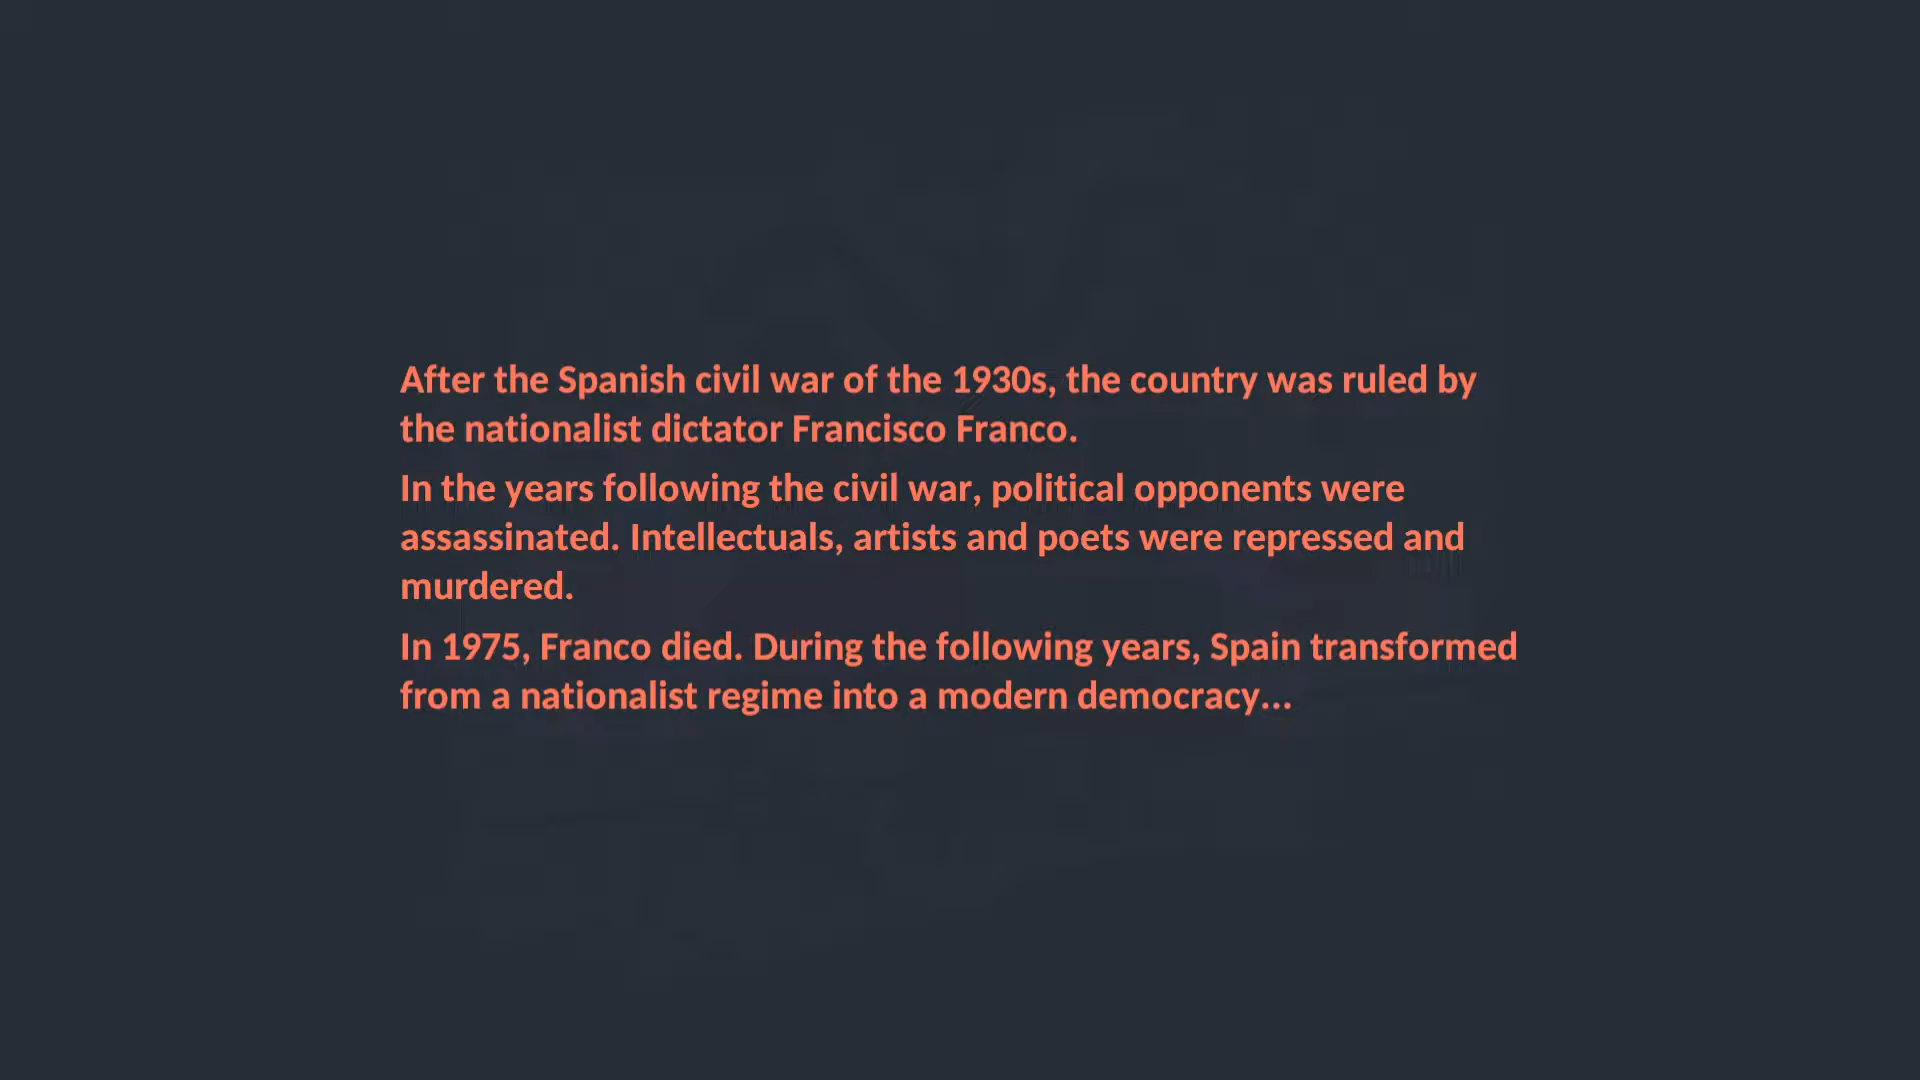 After the Spanish civil war of the 1930s, the country was ruled by
the nationalist dictator Francisco Franco.
In the years following the civil war, political opponents were
assassinated. Intellectuals, artists and poets were repressed and
murdered.
In 1975, Franco died. During the following years, Spain transformed
from a nationalist regime into a modern democracy...